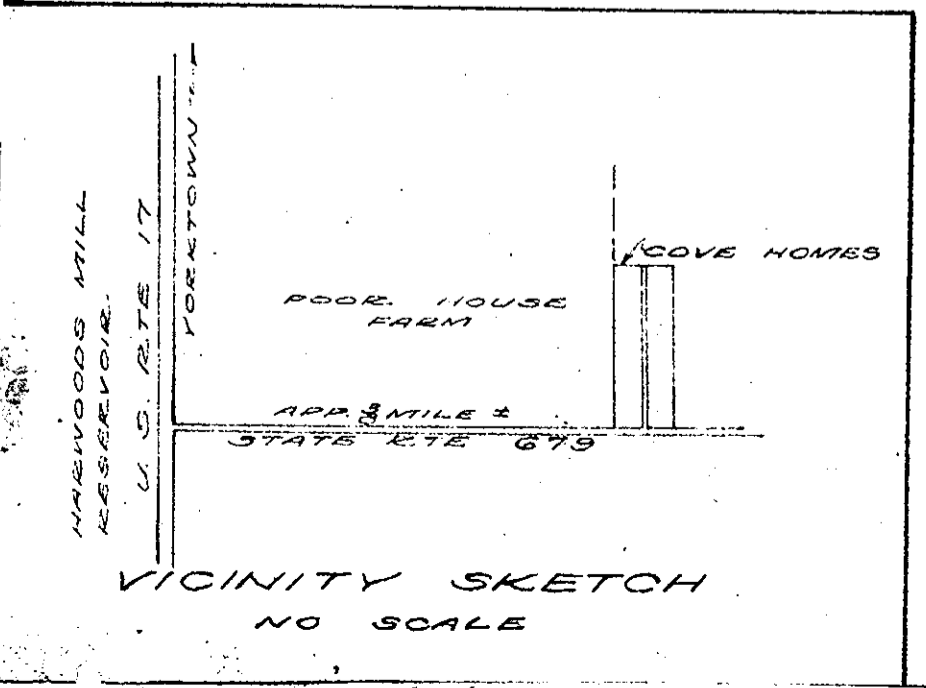 HARWOODS MILL
RESERVOIR.
U. S. RTE 17
YORKTOWN
COVE HOMES
POOR. HOUSE
FARM
APP. MILE ±
STATE RTE 679
VICINITY SKETCH
NO SCALE